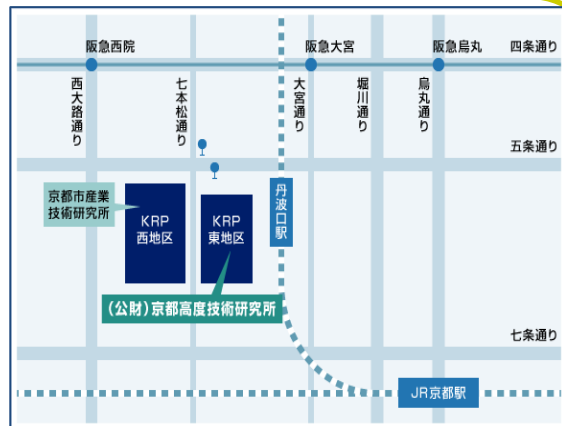 阪急西院
阪急大宮
阪急烏丸
四条通り
西大路通り
七本松通り
大宮通り
堀川通り
烏丸通り
五条通り
京都市産業
技術研究所
KRP
西地区
KRP
東地区
丹波口駅
(公財)京都高度技術研究所
七条通り
JR京都駅